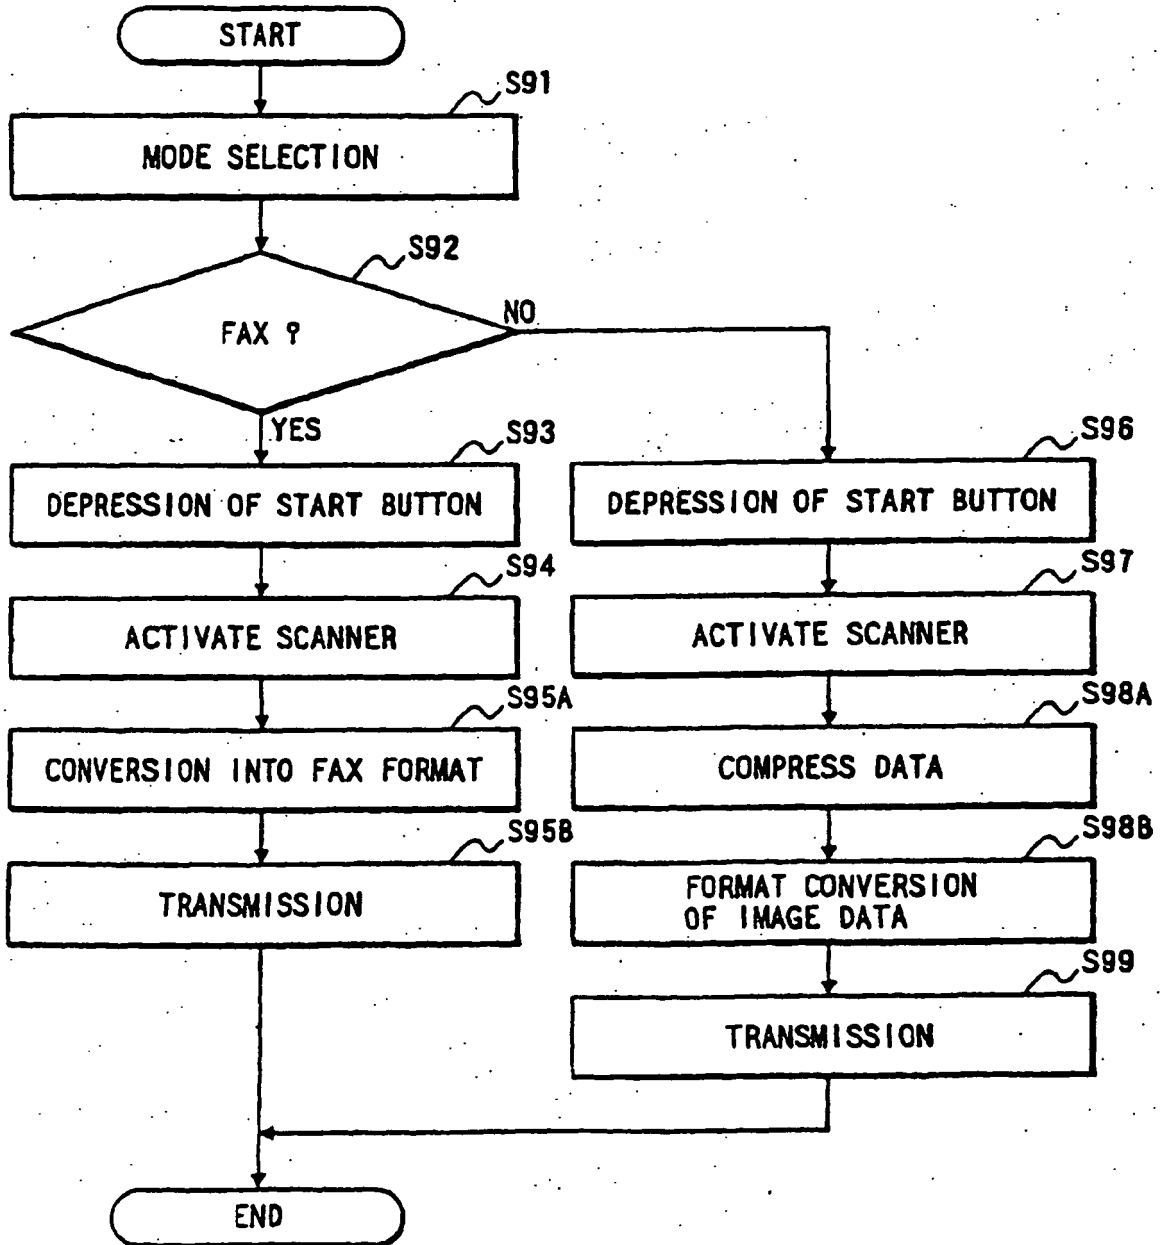 START
S91
MODE SELECTION
S92
FAX ?
NO
YES
S93
DEPRESSION OF START BUTTON
S94
ACTIVATE SCANNER
S95A
CONVERSION INTO FAX FORMAT
S95B
TRANSMISSION
S96
DEPRESSION OF START BUTTON
S97
ACTIVATE SCANNER
S98A
COMPRESS DATA
S98B
FORMAT CONVERSION
OF IMAGE DATA
S99
TRANSMISSION
END